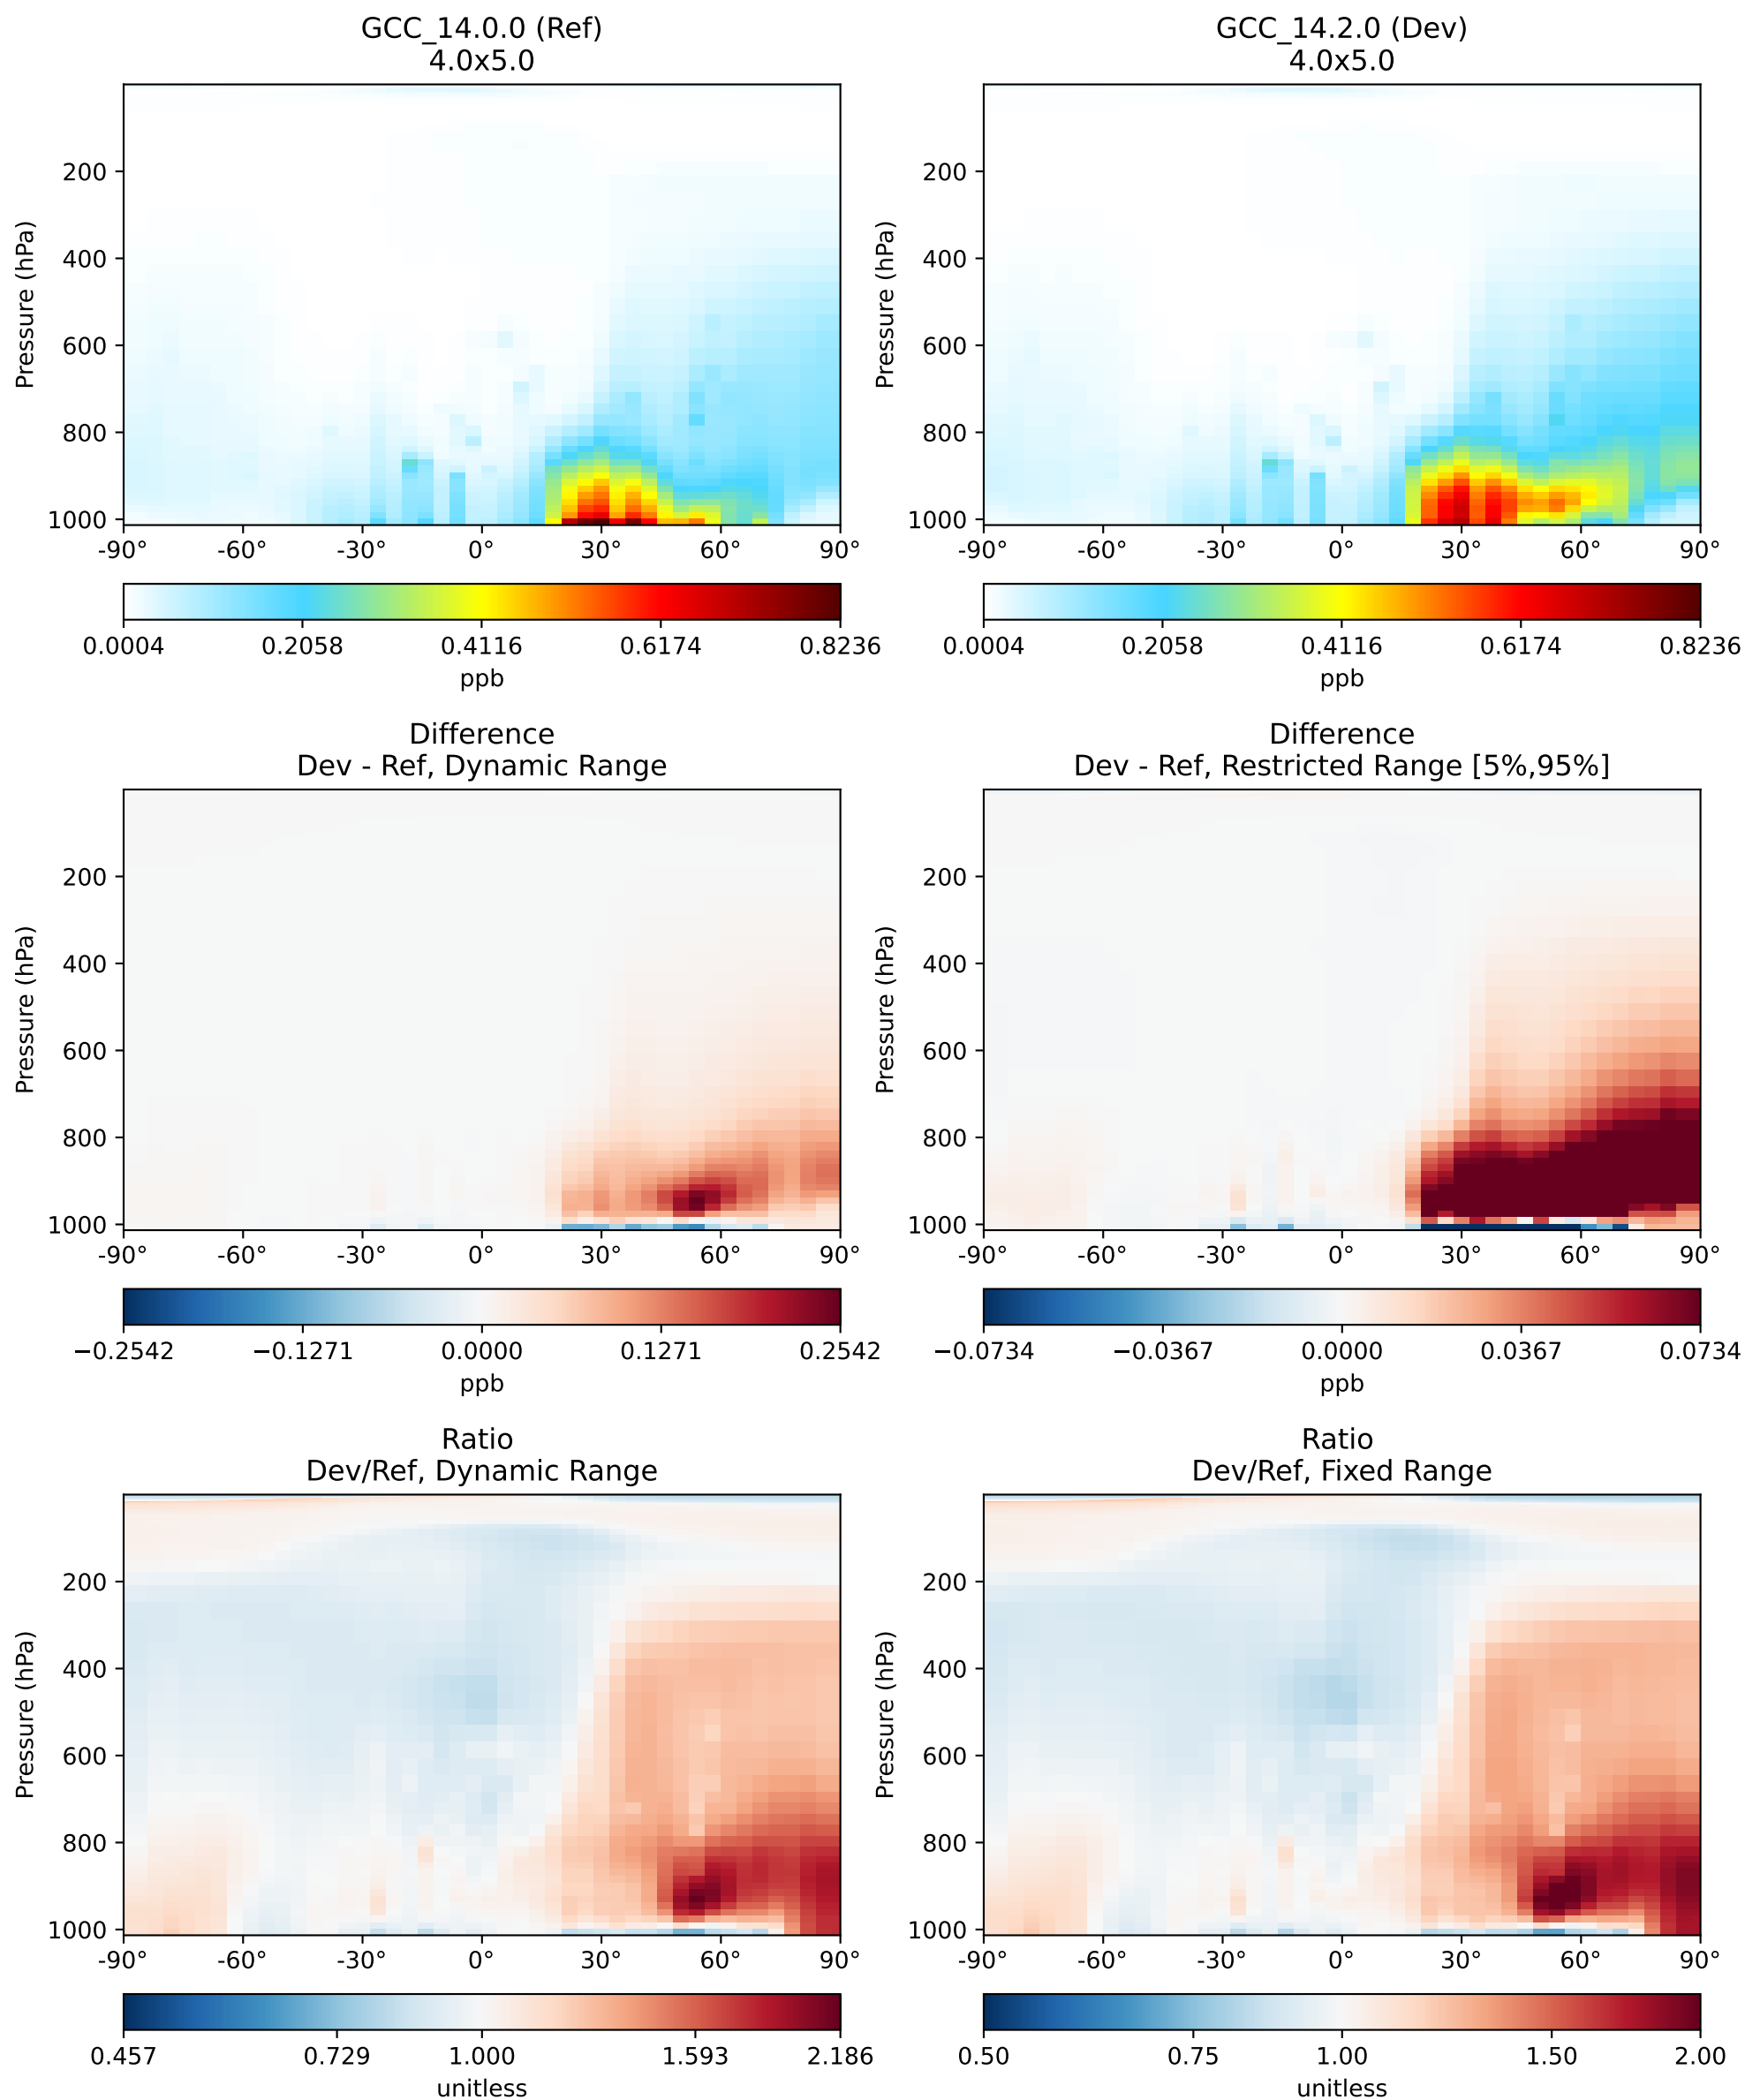 GCC_14.0.0 (Ref)
4.0x5.0
Pressure (hPa)
200
400
600
800
1000
-90° -60° -30° 0° 30° 60° 90°
0.0004 0.2058 0.4116 0.6174 0.8236
ppb
GCC_14.2.0 (Dev)
4.0x5.0
Pressure (hPa)
200
400
600
800
1000
-90° -60° -30° 0° 30° 60° 90°
0.0004 0.2058 0.4116 0.6174 0.8236
ppb
Difference
Dev - Ref, Dynamic Range
Pressure (hPa)
200
400
600
800
1000
-90° -60° -30° 0° 30° 60° 90°
−0.2542 −0.1271 0.0000 0.1271 0.2542
ppb
Difference
Dev - Ref, Restricted Range [5%,95%]
Pressure (hPa)
200
400
600
800
1000
-90° -60° -30° 0° 30° 60° 90°
−0.0734 −0.0367 0.0000 0.0367 0.0734
ppb
Ratio
Dev/Ref, Dynamic Range
Pressure (hPa)
200
400
600
800
1000
-90° -60° -30° 0° 30° 60° 90°
0.457 0.729 1.000 1.593 2.186
unitless
Ratio
Dev/Ref, Fixed Range
Pressure (hPa)
200
400
600
800
1000
-90° -60° -30° 0° 30° 60° 90°
0.50 0.75 1.00 1.50 2.00
unitless